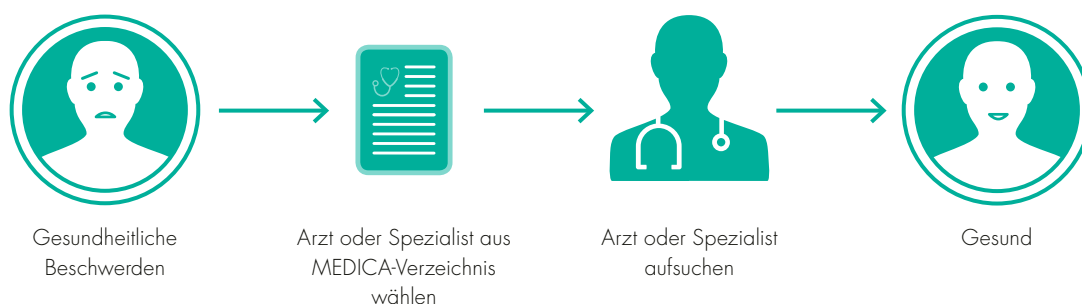 Gesundheitliche
Beschwerden
Arzt oder Spezialist aus
MEDICA-Verzeichnis
wählen
Arzt oder Spezialist
aufsuchen
Gesund